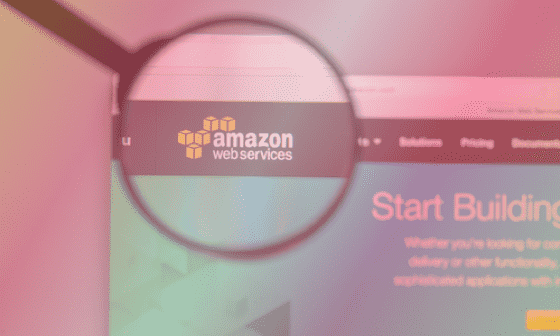 amazon
web services
u
Solutions
Pricing
Start Building
Whether you're looking for
delivery or other functionality,
sophisticated applications with